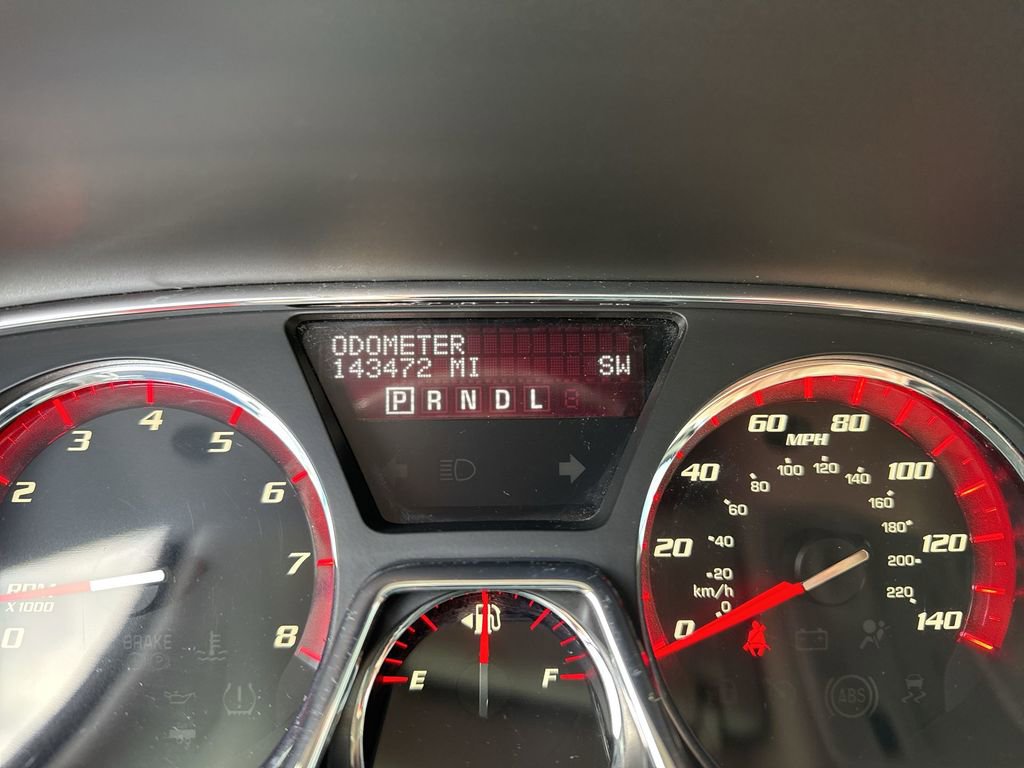 ODOMETER
143472 MI SW
P R N D L
0 2 3 4 5 6 7 8
RPM
X1000
BRAKE
E F
0 20 40 60 80 100 120 140
MPH
0 20 40 60 80 100 120 140 160 180 200 220
km/h
ABS